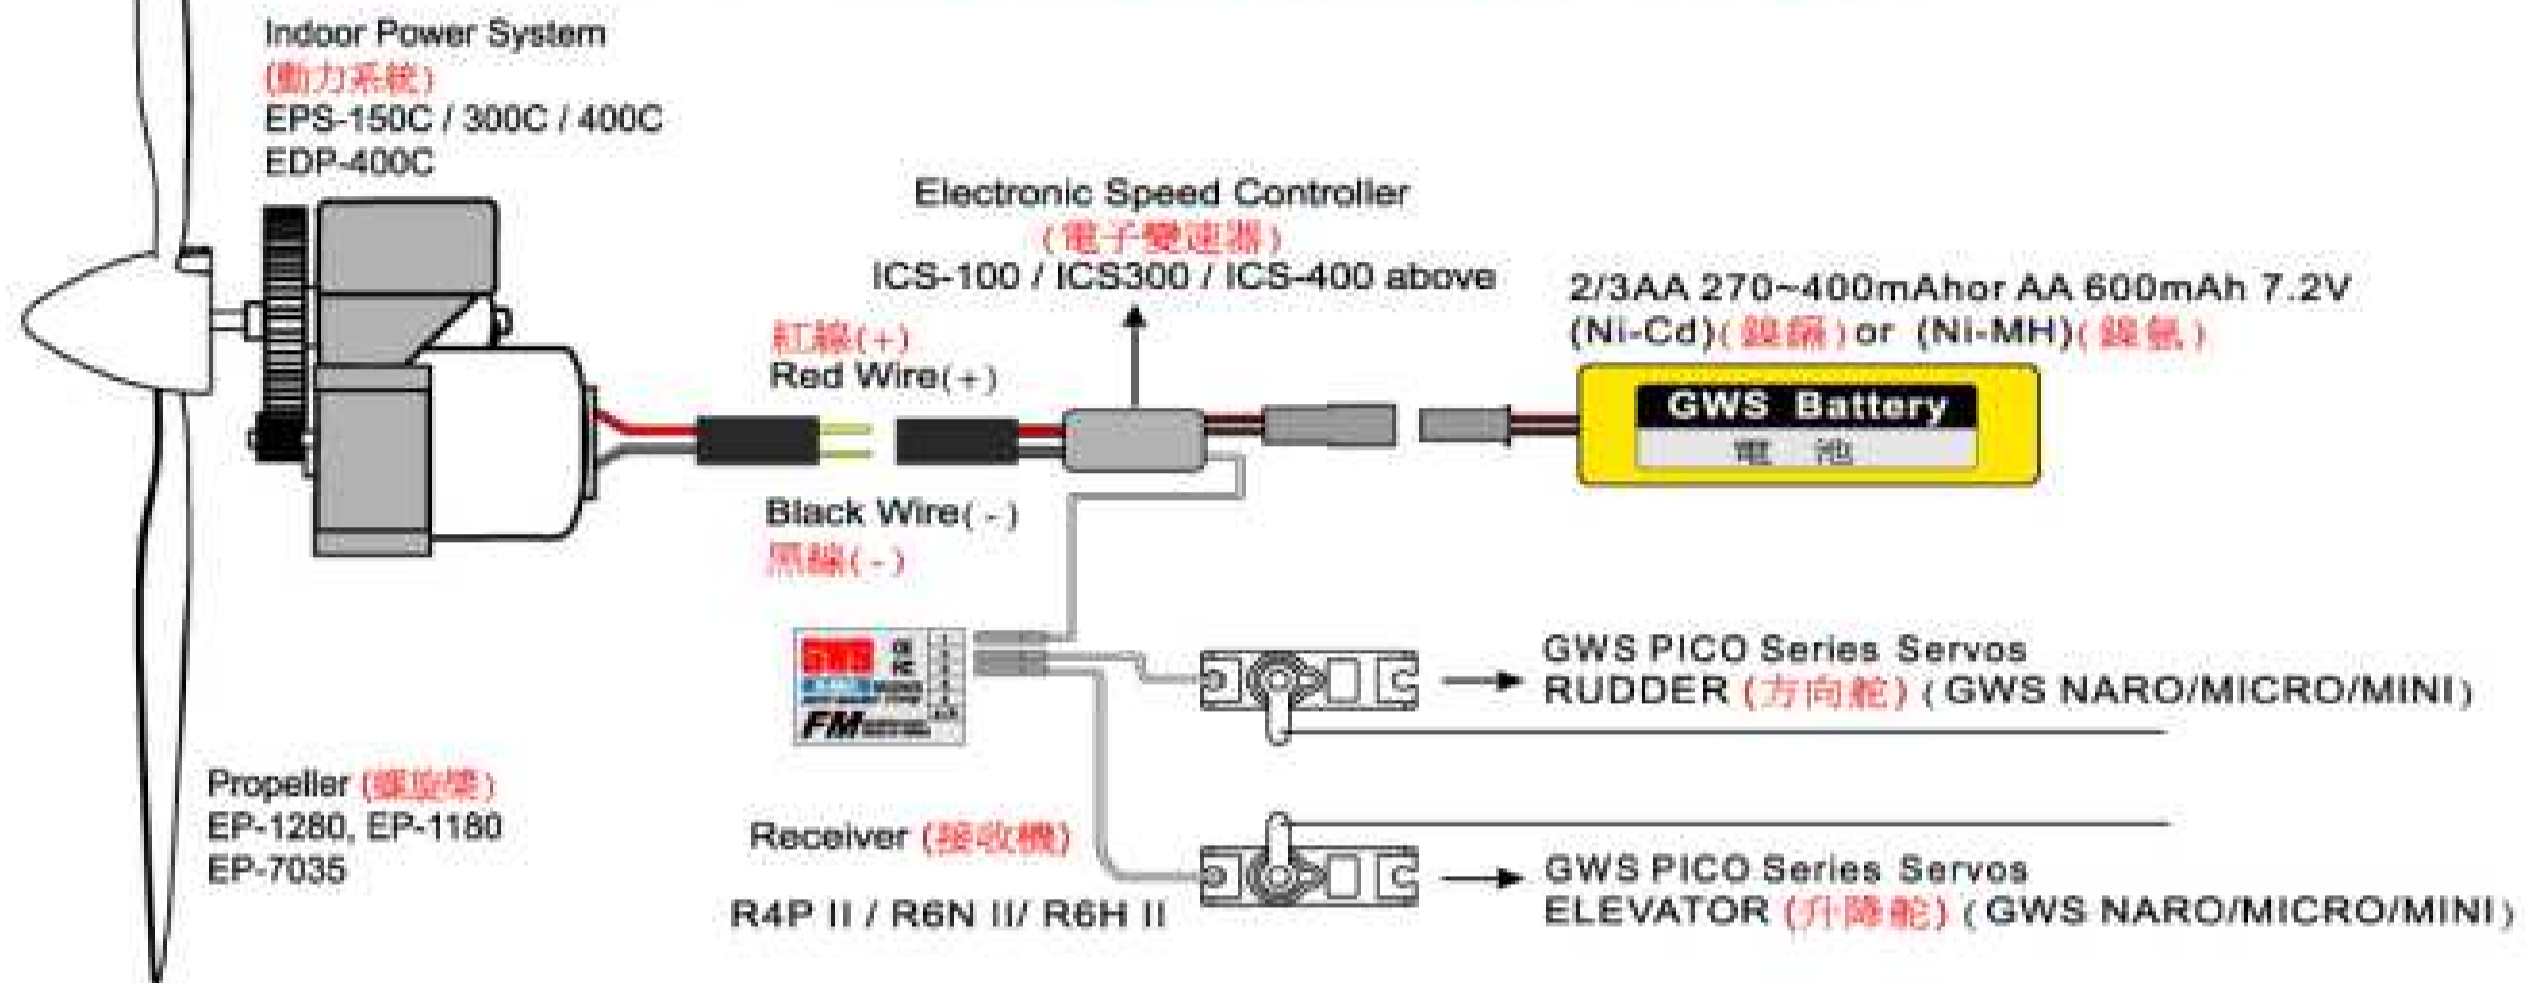 Indoor Power System
(動力系統)
EPS-150C / 300C / 400C
EDP-400C
Electronic Speed Controller
(電子變速器)
ICS-100 / ICS300 / ICS-400 above
2/3AA 270~400mAhor AA 600mAh 7.2V
(Ni-Cd)(鎳鎘)or (Ni-MH)(鎳氫)
紅線(+)
Red Wire(+)
GWS Battery
電 池
Black Wire(-)
黑線(-)
GWS
FM
GWS PICO Series Servos
RUDDER (方向舵) (GWS NARO/MICRO/MINI)
Propeller (螺旋槳)
EP-1280, EP-1180
EP-7035
Receiver (接收機)
R4P II / R6N II/ R6H II
GWS PICO Series Servos
ELEVATOR (升降舵) (GWS NARO/MICRO/MINI)